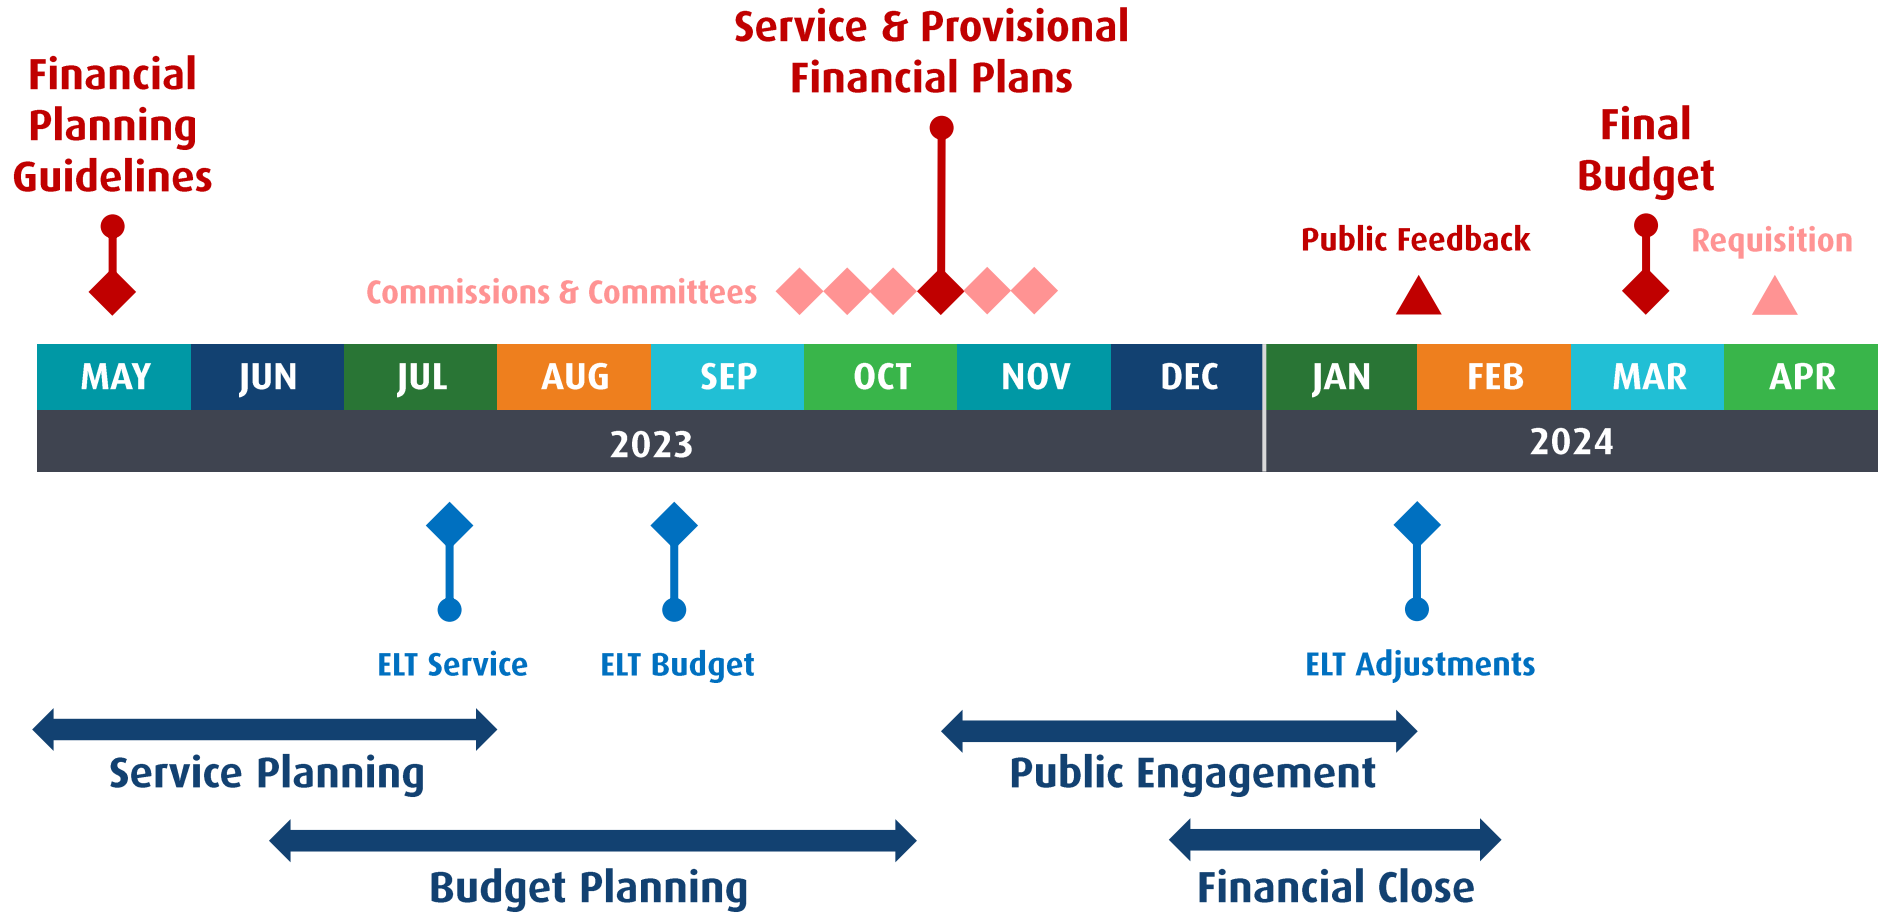 Service & Provisional
Financial Plans
Financial
Planning
Guidelines
Final
Budget
Public Feedback
Requisition
Commissions & Committees
MAY JUN JUL AUG SEP OCT NOV DEC JAN FEB MAR APR
2023 2024
ELT Service ELT Budget ELT Adjustments
Service Planning Public Engagement
Budget Planning Financial Close